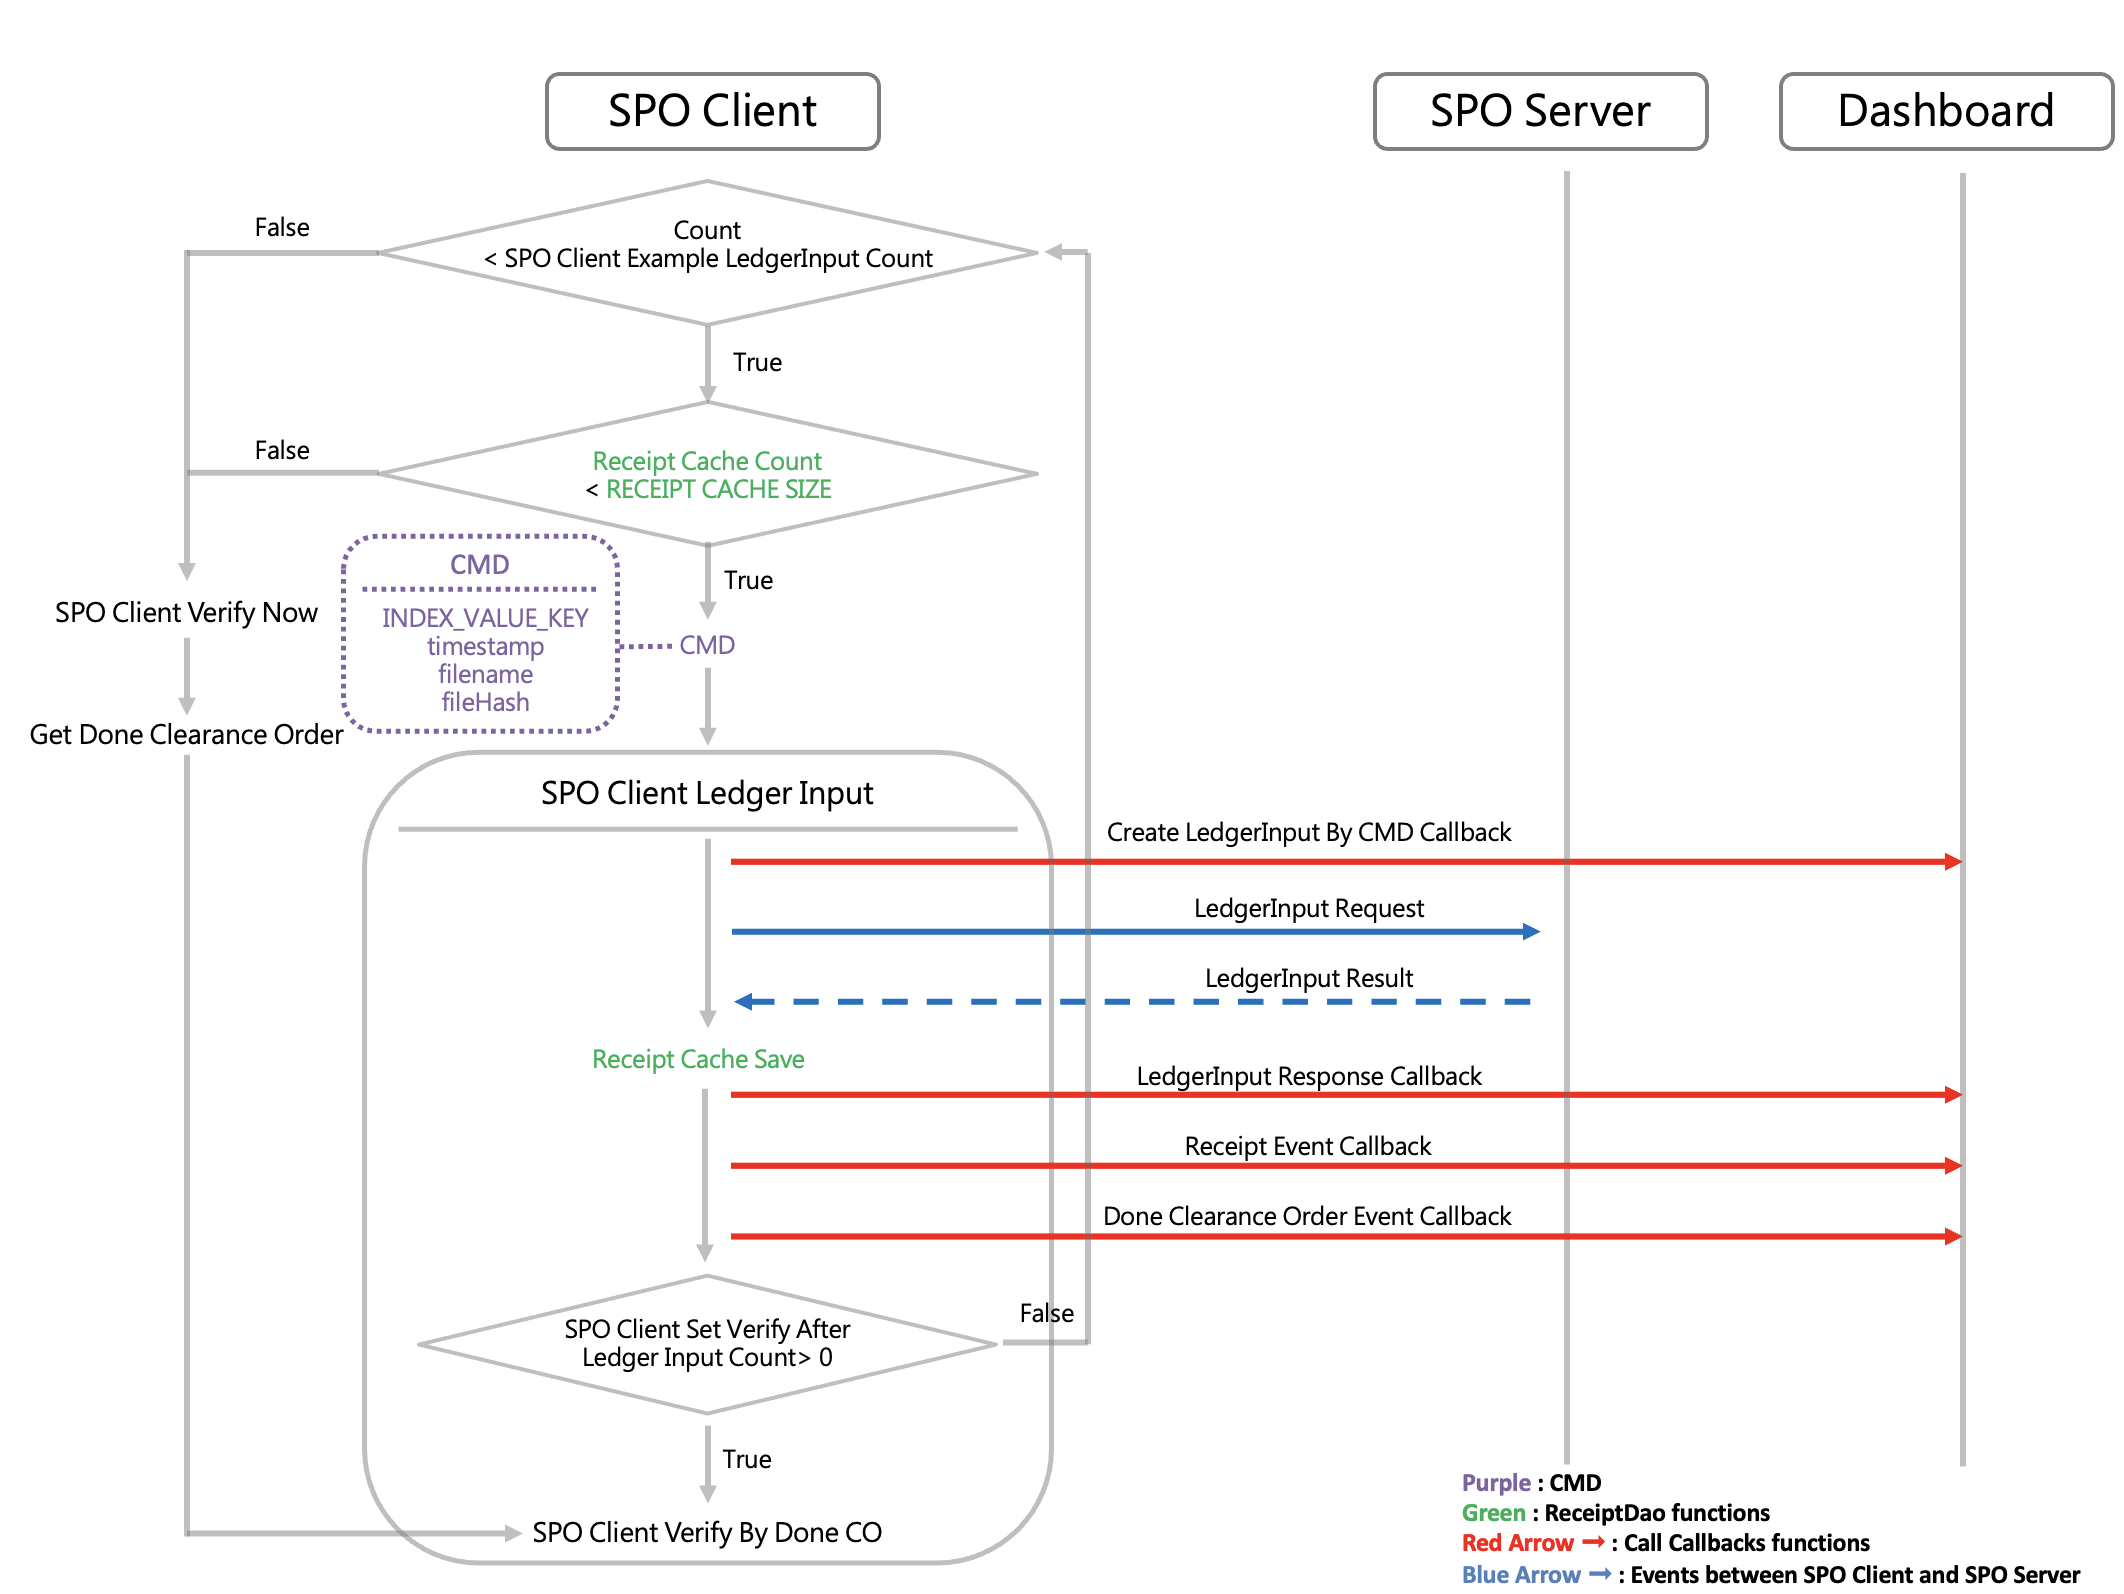 SPO Client
SPO Server
Dashboard
False
Count
< SPO Client Example LedgerInput Count
True
False
Receipt Cache Count
< RECEIPT CACHE SIZE
True
CMD
INDEX_VALUE_KEY
timestamp
filename
fileHash
CMD
SPO Client Verify Now
Get Done Clearance Order
SPO Client Ledger Input
Create LedgerInput By CMD Callback
LedgerInput Request
LedgerInput Result
Receipt Cache Save
LedgerInput Response Callback
Receipt Event Callback
Done Clearance Order Event Callback
SPO Client Set Verify After
Ledger Input Count> 0
False
True
SPO Client Verify By Done CO
Purple : CMD
Green : ReceiptDao functions
Red Arrow → : Call Callbacks functions
Blue Arrow → : Events between SPO Client and SPO Server